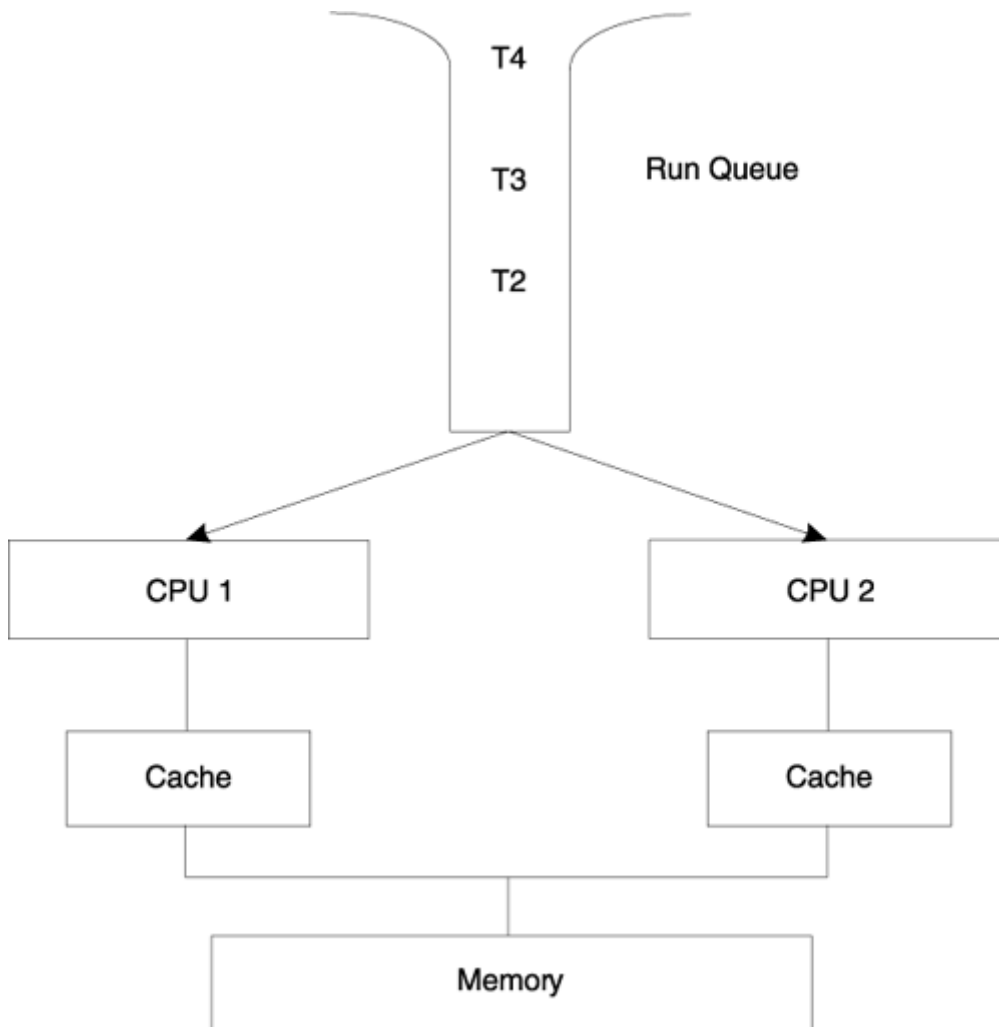 T4
Run Queue
T3
T2
CPU 1
CPU 2
Cache
Cache
Memory